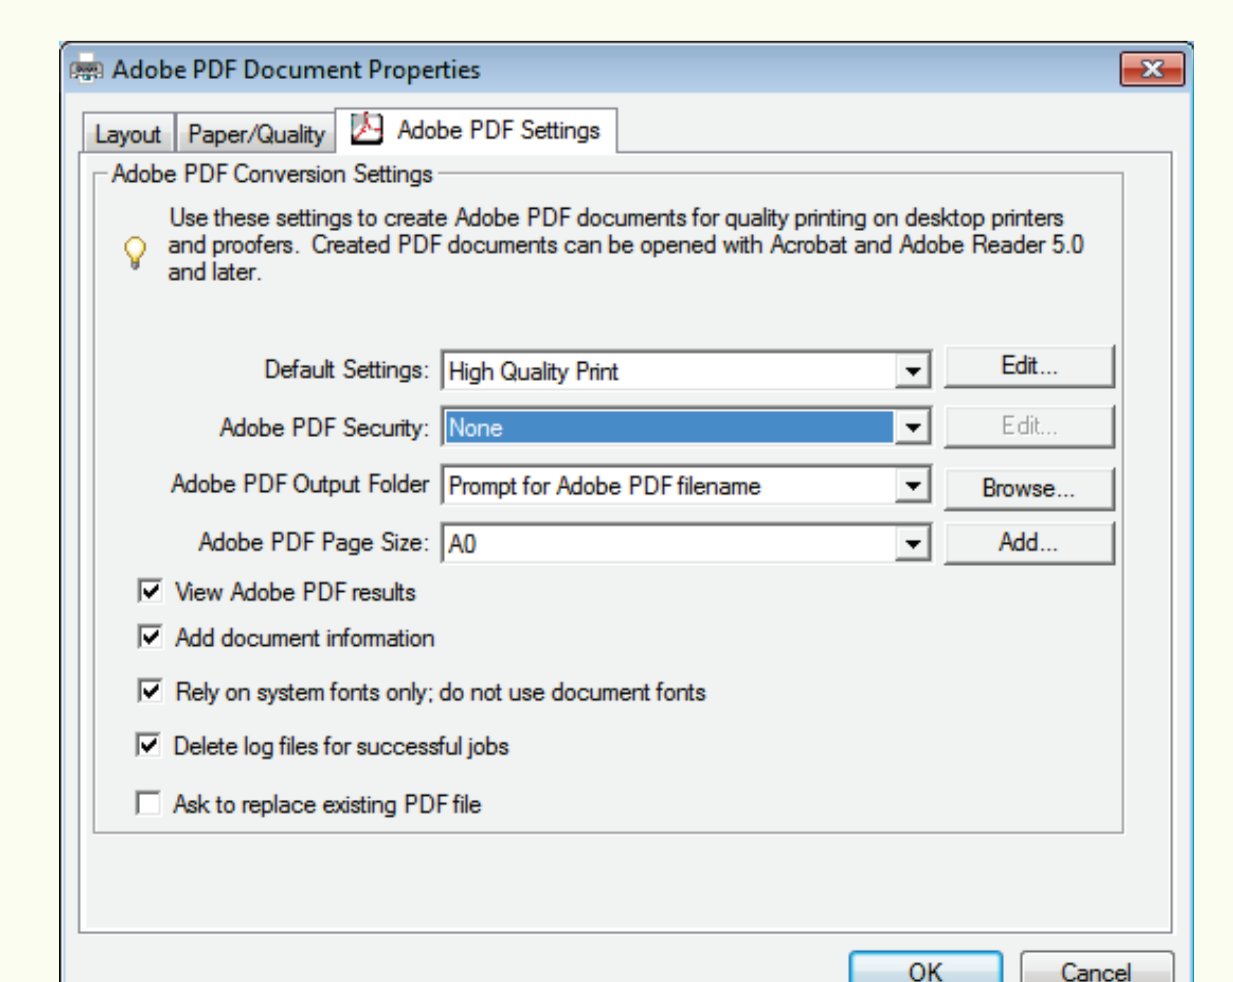 Adobe PDF Document Properties
Layout Paper/Quality Adobe PDF Settings
Adobe PDF Conversion Settings
Use these settings to create Adobe PDF documents for quality printing on desktop printers
and proofers. Created PDF documents can be opened with Acrobat and Adobe Reader 5.0
and later.
Default Settings: High Quality Print Edit...
Adobe PDF Security: None Edit...
Adobe PDF Output Folder Prompt for Adobe PDF filename Browse...
Adobe PDF Page Size: A0 Add...
View Adobe PDF results
Add document information
Rely on system fonts only; do not use document fonts
Delete log files for successful jobs
Ask to replace existing PDF file
OK Cancel